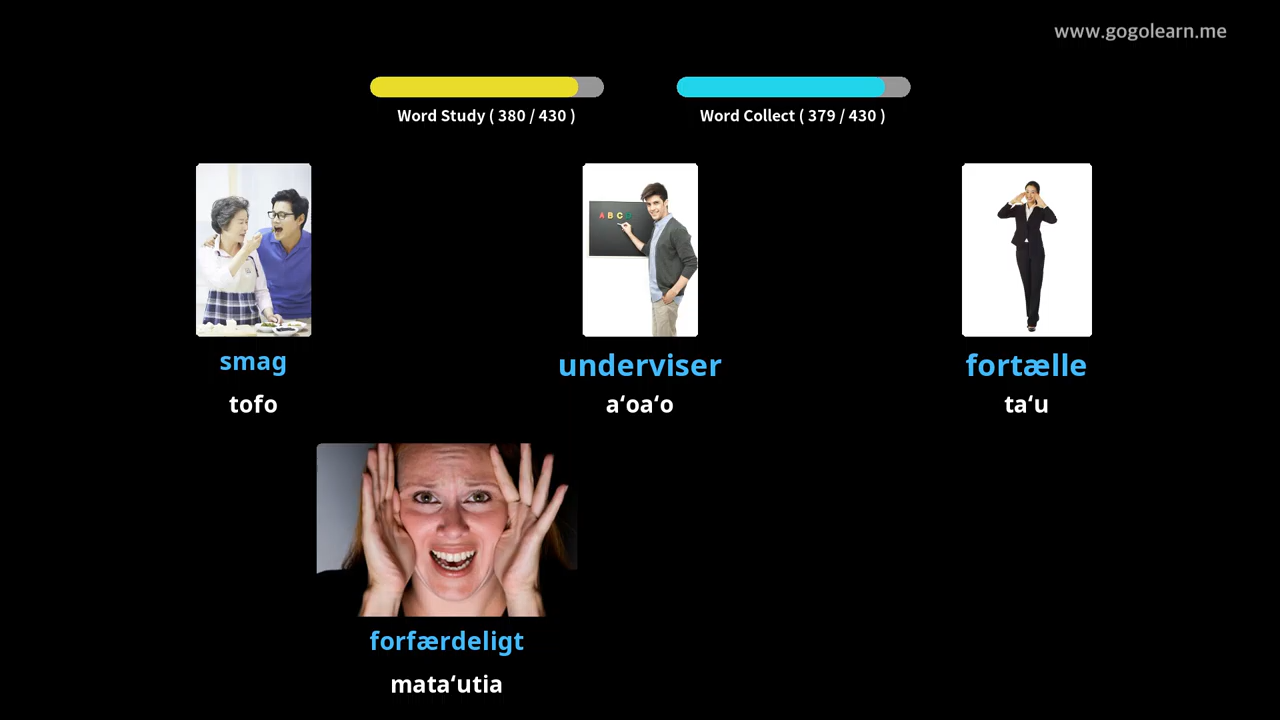 www.gogolearn.me
Word Study ( 380 / 430 )
Word Collect ( 379 / 430 )
A B C D
smag
underviser
fortælle
tofo
aʻoaʻo
taʻu
forfærdeligt
mataʻutia